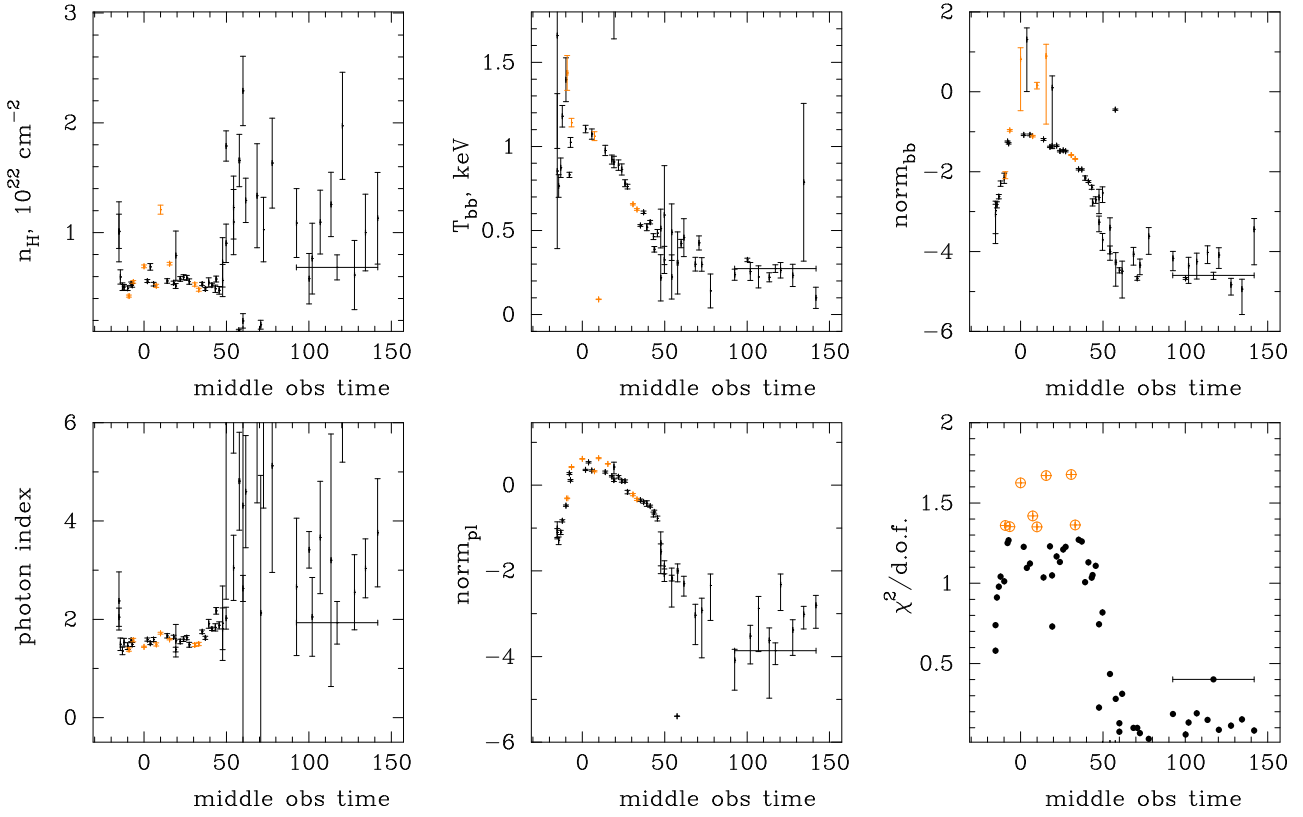 3
2
1
n_H, 10^22 cm^−2
0 50 100 150
middle obs time
1.5
1
0.5
0
T_bb, keV
0 50 100 150
middle obs time
2
0
−2
−4
−6
norm_bb
0 50 100 150
middle obs time
6
4
2
0
photon index
0 50 100 150
middle obs time
0
−2
−4
−6
norm_pl
0 50 100 150
middle obs time
2
1.5
1
0.5
χ^2/d.o.f.
0 50 100 150
middle obs time